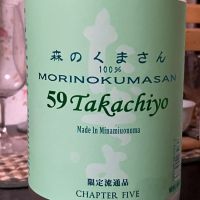 森のくまさん
100%
MORINOKUMASAN
59 Takachiyo
Made In Minamiuonuma
限定流通品
CHAPTER FIVE